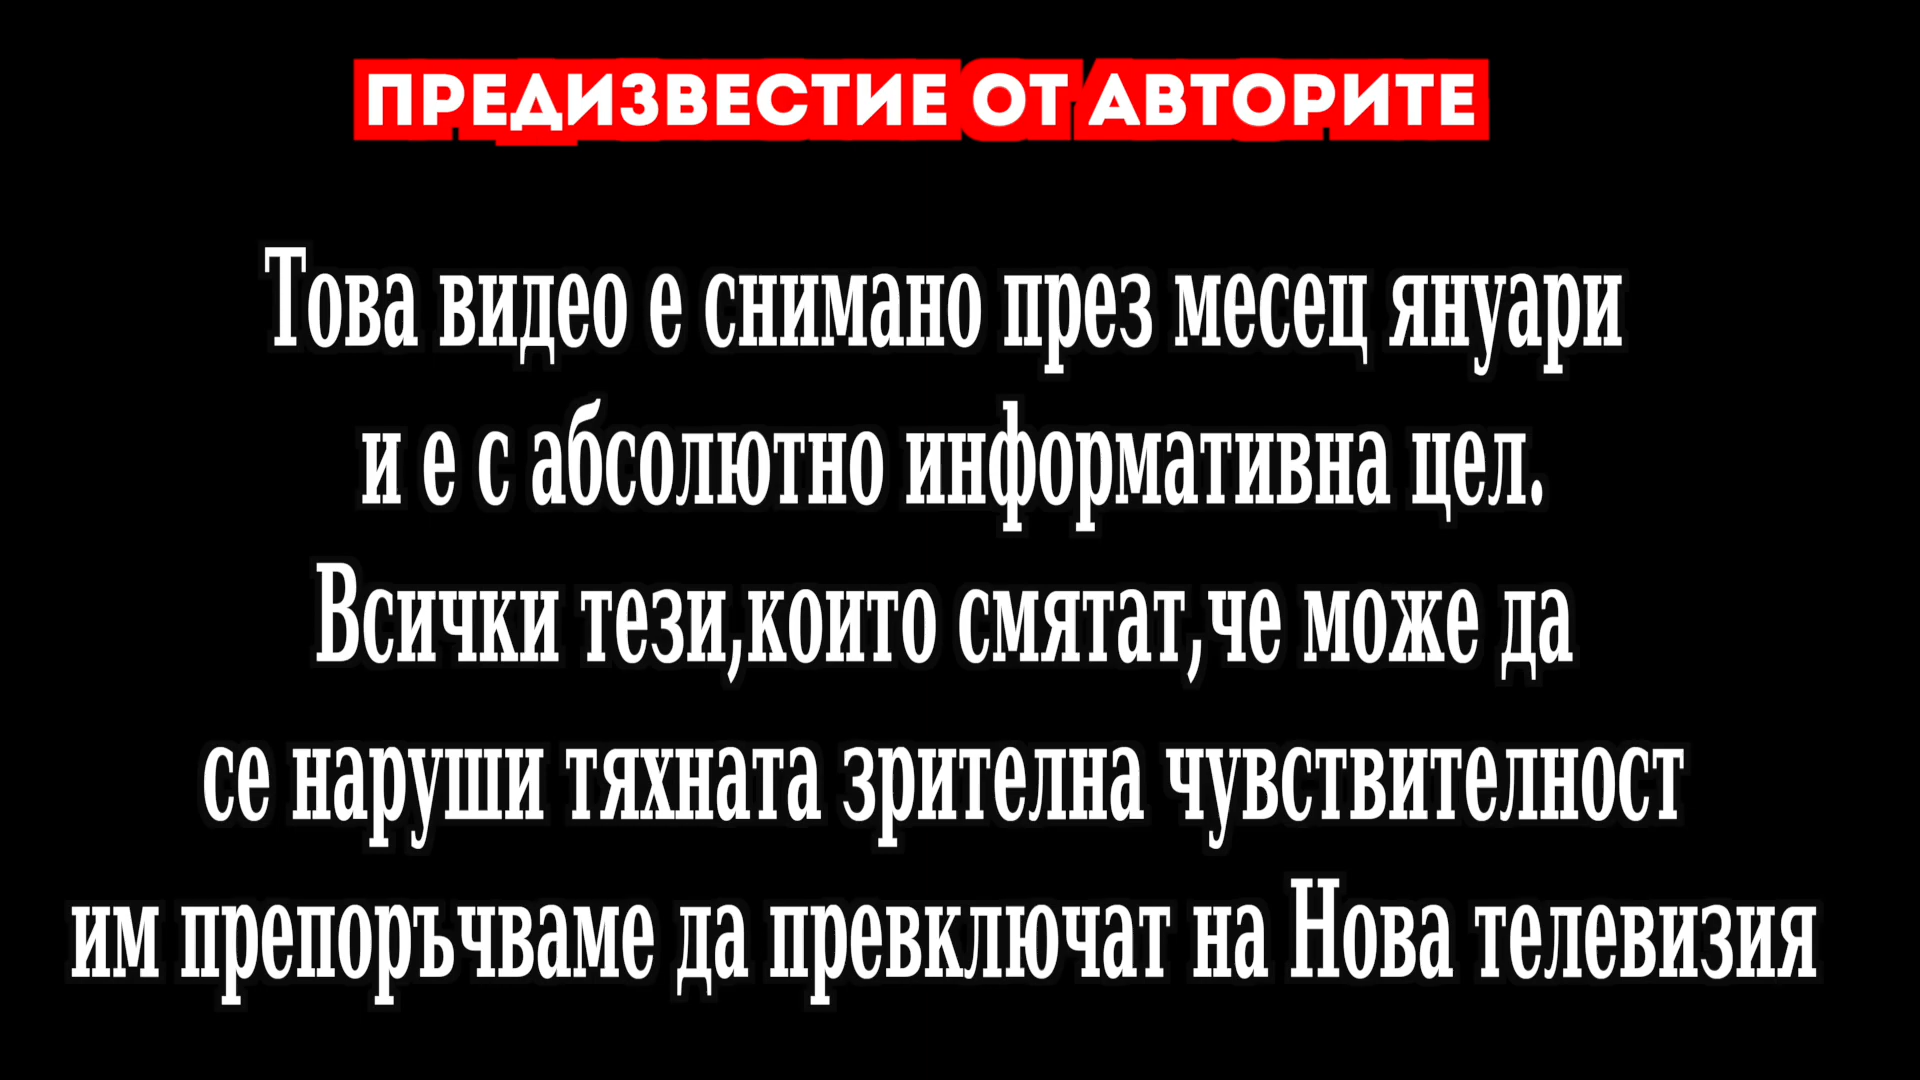 ПРЕДИЗВЕСТИЕ ОТ АВТОРИТЕ
Това видео е снимано през месец януари
и е с абсолютно информативна цел.
Всички тези,които смятат,че може да
се наруши тяхната зрителна чувствителност
им препоръчваме да превключат на Нова телевизия